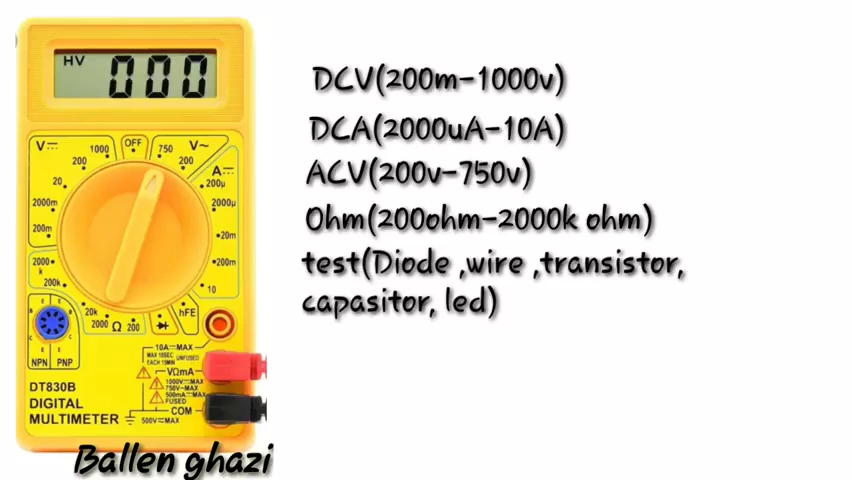 HV 000
DCV(200m-1000v)
DCA(2000uA-10A)
ACV(200v-750v)
Ohm(200ohm-2000k ohm)
test(Diode ,wire ,transistor,
capasitor, led)
V⎓ 1000 OFF 750 V~
200 200
A⎓
20 200µ
2000m 2000µ
200m 20m
2000k 200m
200k 10
20k hFE
2000 Ω 200
E E
B B
C C
E E
NPN PNP
10A⎓MAX
MAX 10SEC UNFUSED
EACH 15MIN
VΩmA
1000V⎓MAX
750V~MAX
500mA⎓MAX
FUSED
COM
500V⎓MAX
DT830B
DIGITAL
MULTIMETER
Ballen ghazi